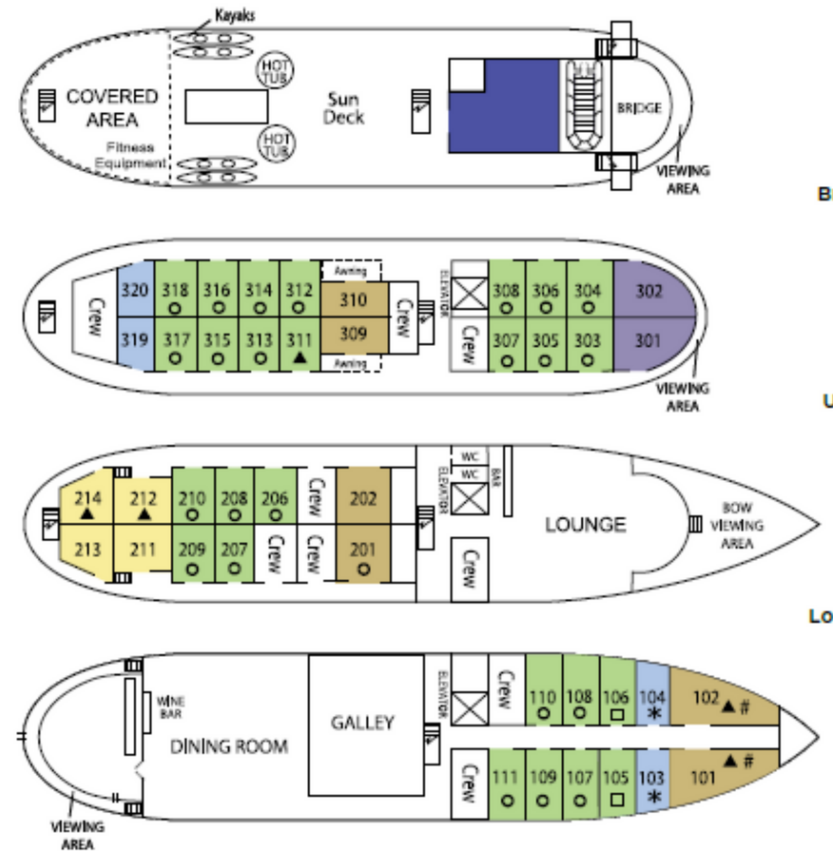 Kayaks
HOT
TUB
COVERED
AREA
Sun
Deck
BRIDGE
Fitness
Equipment
HOT
TUB
VIEWING
AREA
B
320 318 316 314 312
Awning
310
Crew
Crew
ELEVATOR
308 306 304 302
319 317 315 313 311
309
Awning
Crew
307 305 303 301
VIEWING
AREA
U
214 212 210 208 206
Crew
202
ELEVATOR
WC
WC
BAR
LOUNGE
BOW
VIEWING
AREA
213 211 209 207
Crew
Crew
201
Crew
Lo
WINE
BAR
DINING ROOM
GALLEY
ELEVATOR
Crew
110 108 106 104 102
#
*
Crew
111 109 107 105 103 101
#
*
VIEWING
AREA